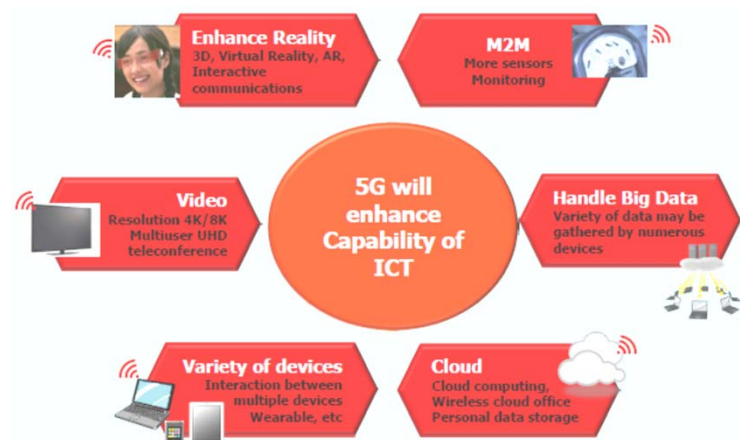 Enhance Reality
3D, Virtual Reality, AR,
Interactive
communications
M2M
More sensors
Monitoring
Video
Resolution 4K/8K
Multiuser UHD
teleconference
5G will
enhance
Capability of
ICT
Handle Big Data
Variety of data may be
gathered by numerous
devices
Variety of devices
Interaction between
multiple devices
Wearable, etc
Cloud
Cloud computing,
Wireless cloud office
Personal data storage